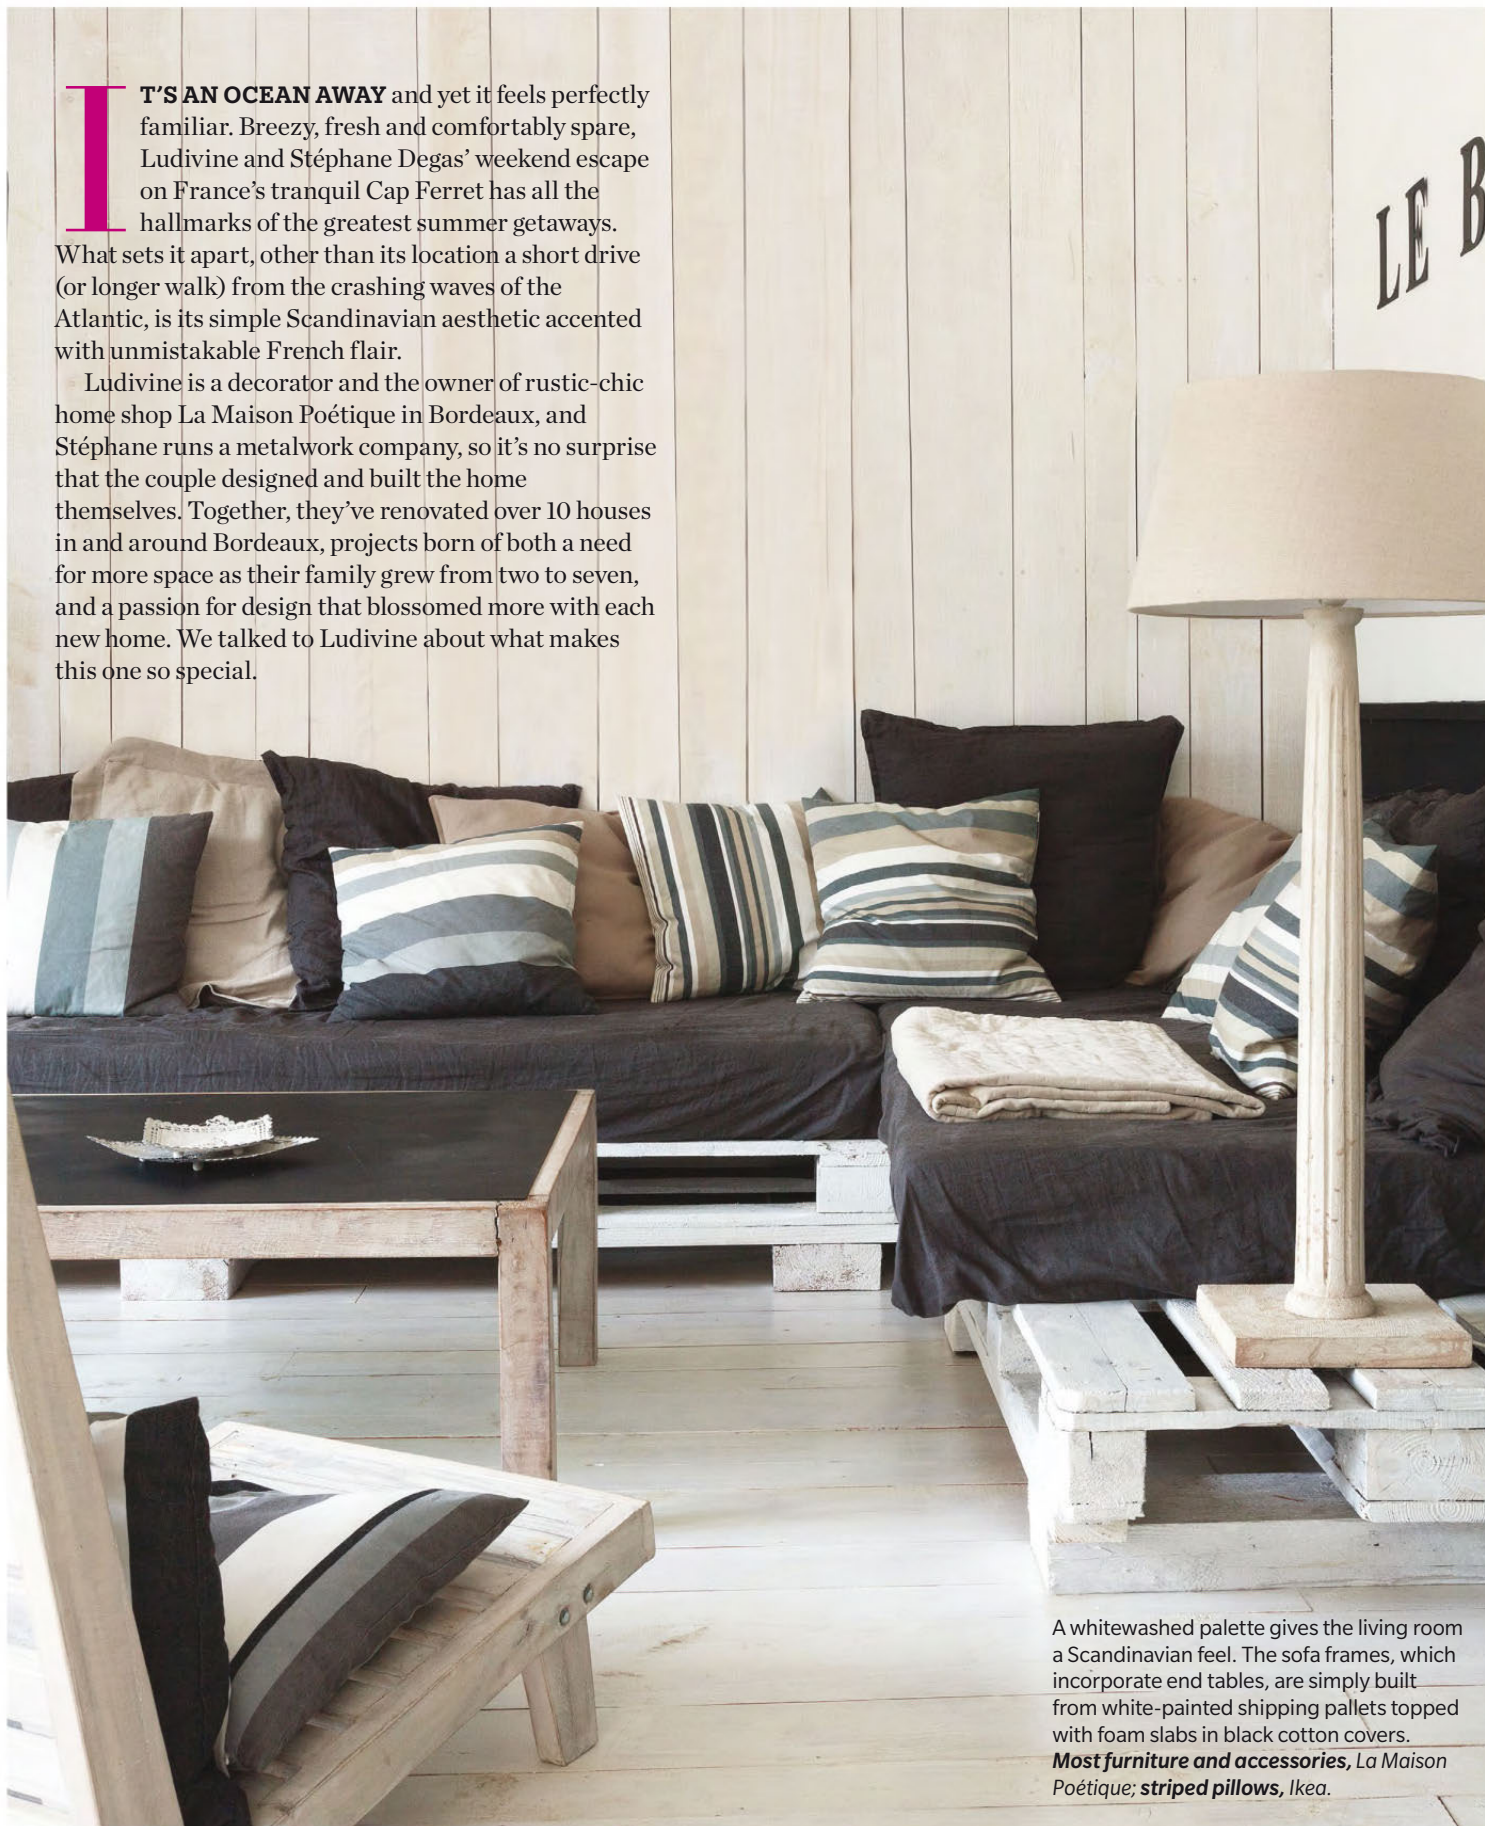 IT'S AN OCEAN AWAY and yet it feels perfectly
familiar. Breezy, fresh and comfortably spare,
Ludivine and Stéphane Degas' weekend escape
on France's tranquil Cap Ferret has all the
hallmarks of the greatest summer getaways.
What sets it apart, other than its location a short drive
(or longer walk) from the crashing waves of the
Atlantic, is its simple Scandinavian aesthetic accented
with unmistakable French flair.
Ludivine is a decorator and the owner of rustic-chic
home shop La Maison Poétique in Bordeaux, and
Stéphane runs a metalwork company, so it's no surprise
that the couple designed and built the home
themselves. Together, they've renovated over 10 houses
in and around Bordeaux, projects born of both a need
for more space as their family grew from two to seven,
and a passion for design that blossomed more with each
new home. We talked to Ludivine about what makes
this one so special.
LE B
A whitewashed palette gives the living room
a Scandinavian feel. The sofa frames, which
incorporate end tables, are simply built
from white-painted shipping pallets topped
with foam slabs in black cotton covers.
Most furniture and accessories, La Maison
Poétique; striped pillows, Ikea.